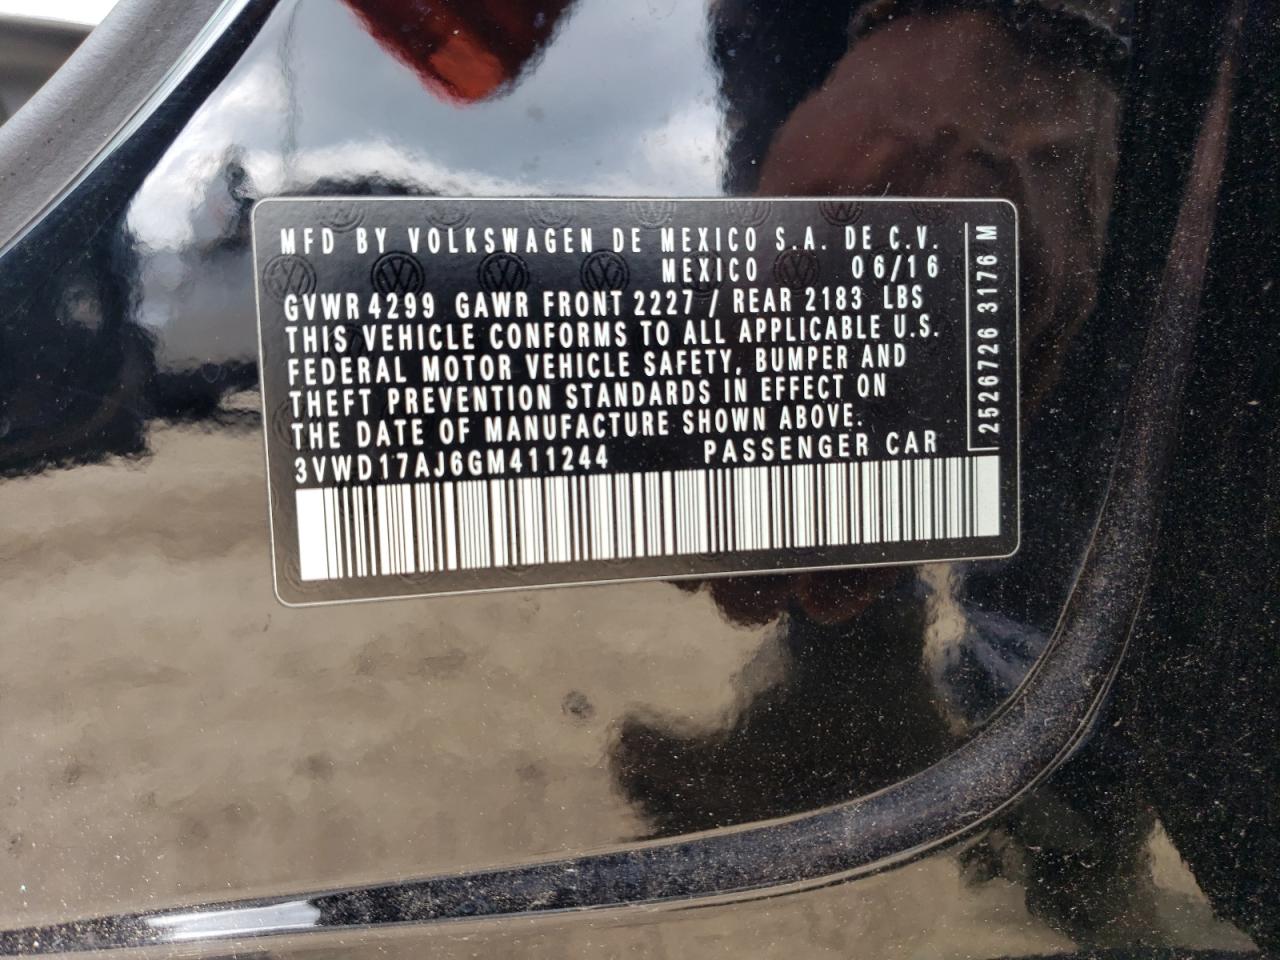 MFD BY VOLKSWAGEN DE MEXICO S.A. DE C.V.
MEXICO 06/16
GVWR 4299 GAWR FRONT 2227 / REAR 2183 LBS
THIS VEHICLE CONFORMS TO ALL APPLICABLE U.S.
FEDERAL MOTOR VEHICLE SAFETY, BUMPER AND
THEFT PREVENTION STANDARDS IN EFFECT ON
THE DATE OF MANUFACTURE SHOWN ABOVE.
3VWD17AJ6GM411244 PASSENGER CAR
2526726 3176 M